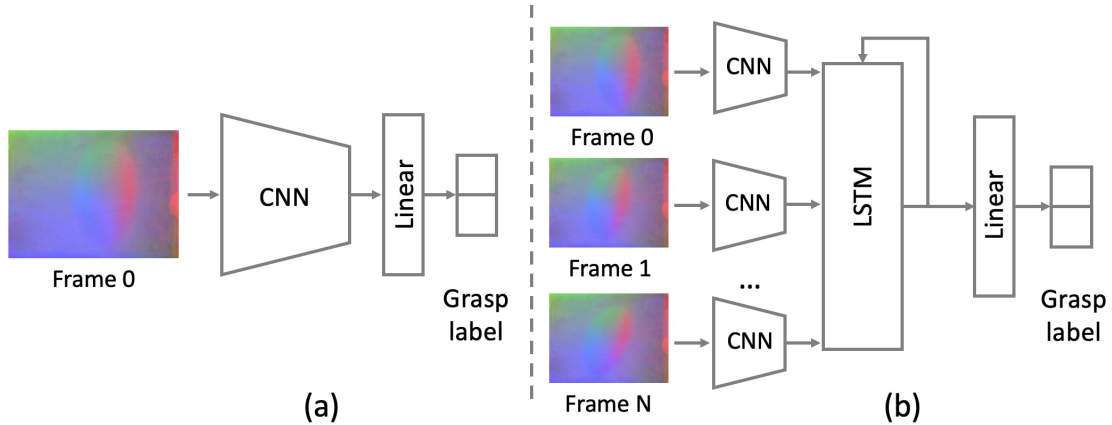 CNN
Linear
Frame 0
Grasp
label
(a)
Frame 0
CNN
Frame 1
CNN
...
Frame N
CNN
LSTM
Linear
Grasp
label
(b)